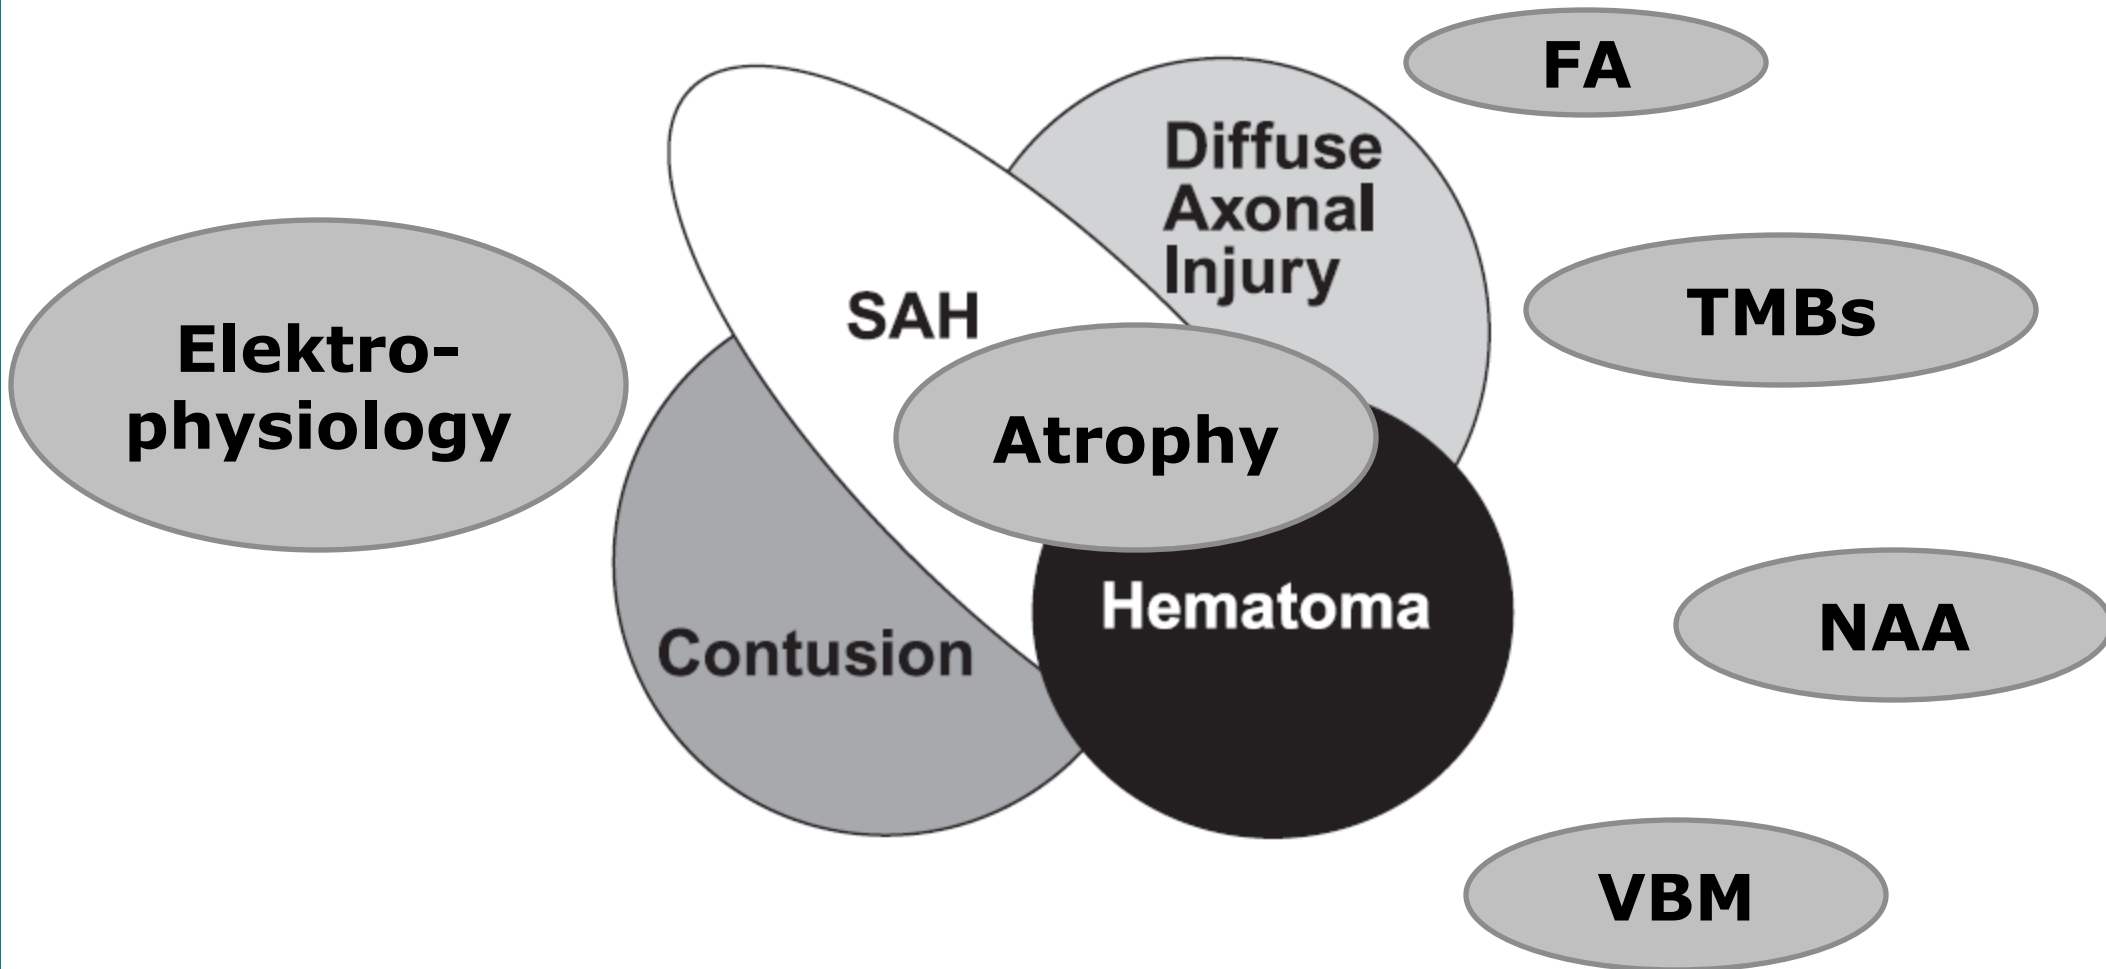 FA
Diffuse
Axonal
Injury
TMBs
SAH
Elektro-
physiology
Atrophy
Hematoma
NAA
Contusion
VBM